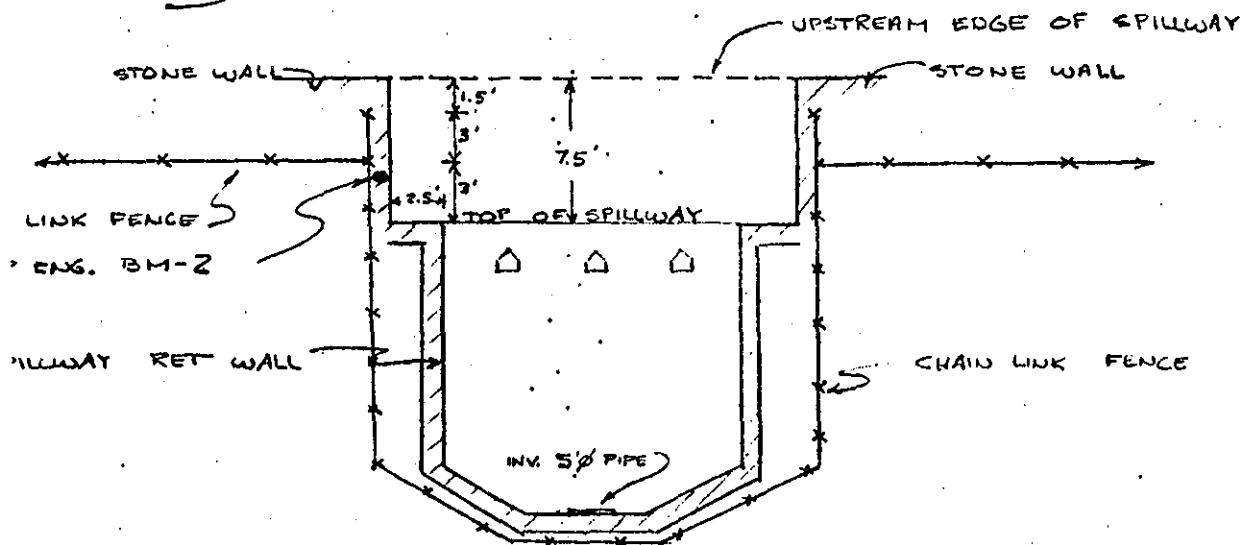 UPSTREAM EDGE OF SPILLWAY
STONE WALL
STONE WALL
1.5'
3'
7.5'
3'
2.5'
TOP OF SPILLWAY
LINK FENCE
ENG. BM-2
ILLWAY RET WALL
CHAIN LINK FENCE
INV. 5'Ø PIPE